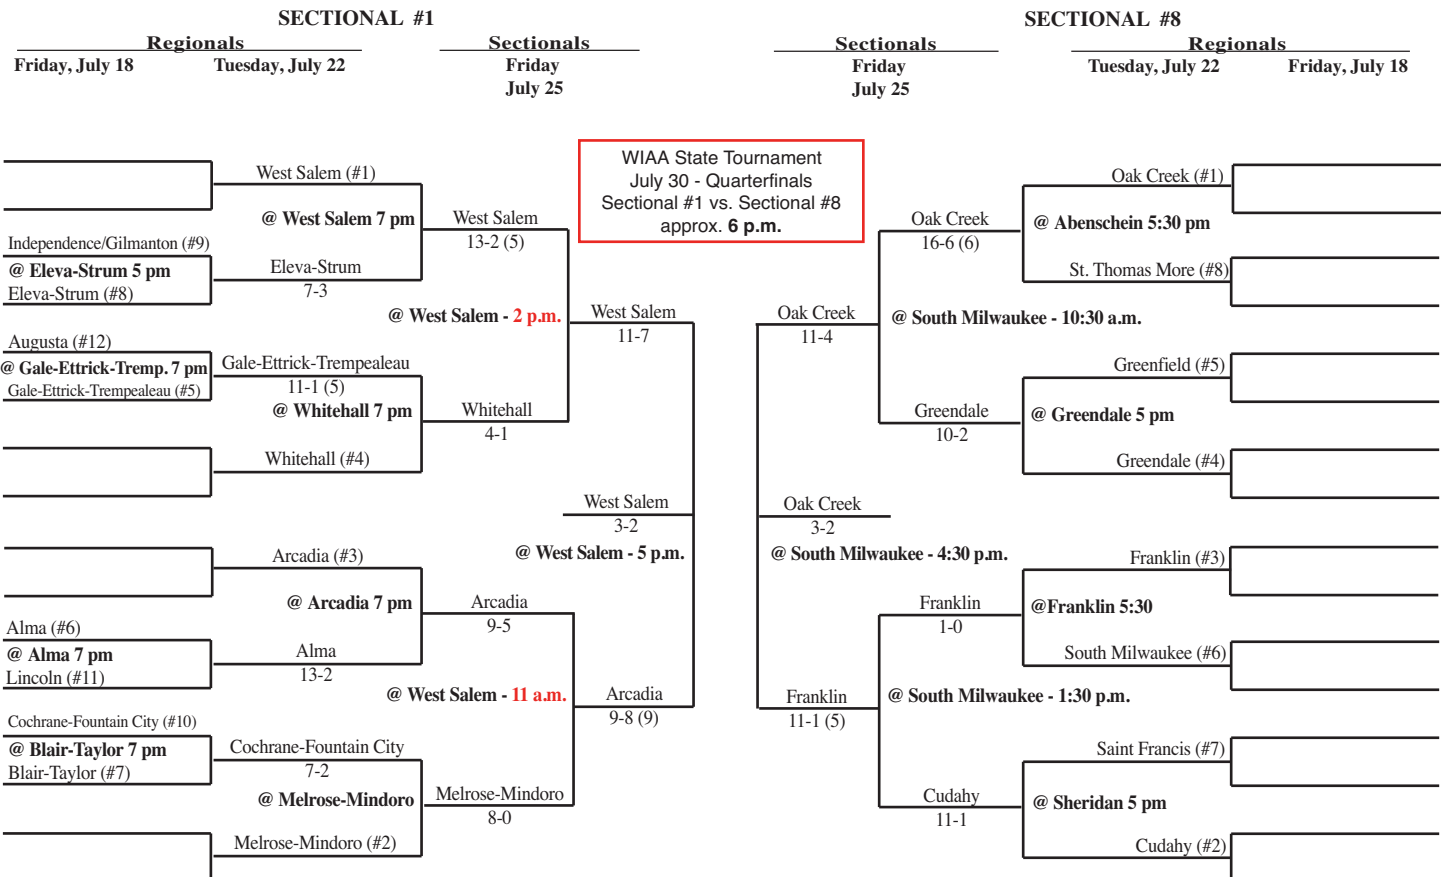 SECTIONAL #1
Regionals
Sectionals
Friday, July 18
Tuesday, July 22
Friday
July 25
SECTIONAL #8
Sectionals
Regionals
Friday
July 25
Tuesday, July 22
Friday, July 18
WIAA State Tournament
July 30 - Quarterfinals
Sectional #1 vs. Sectional #8
approx. 6 p.m.
West Salem (#1)
@ West Salem 7 pm
West Salem
13-2 (5)
Independence/Gilmanton (#9)
@ Eleva-Strum 5 pm
Eleva-Strum (#8)
Eleva-Strum
7-3
@ West Salem - 2 p.m.
West Salem
11-7
Augusta (#12)
@ Gale-Ettrick-Tremp. 7 pm
Gale-Ettrick-Trempealeau (#5)
Gale-Ettrick-Trempealeau
11-1 (5)
@ Whitehall 7 pm
Whitehall
4-1
Whitehall (#4)
West Salem
3-2
@ West Salem - 5 p.m.
Arcadia (#3)
@ Arcadia 7 pm
Arcadia
9-5
Alma (#6)
@ Alma 7 pm
Lincoln (#11)
Alma
13-2
@ West Salem - 11 a.m.
Arcadia
9-8 (9)
Cochrane-Fountain City (#10)
@ Blair-Taylor 7 pm
Blair-Taylor (#7)
Cochrane-Fountain City
7-2
@ Melrose-Mindoro
Melrose-Mindoro
8-0
Melrose-Mindoro (#2)
Oak Creek (#1)
Oak Creek
16-6 (6)
@ Abenschein 5:30 pm
St. Thomas More (#8)
Oak Creek
11-4
@ South Milwaukee - 10:30 a.m.
Greenfield (#5)
Greendale
10-2
@ Greendale 5 pm
Greendale (#4)
Oak Creek
3-2
@ South Milwaukee - 4:30 p.m.
Franklin (#3)
Franklin
1-0
@Franklin 5:30
South Milwaukee (#6)
Franklin
11-1 (5)
@ South Milwaukee - 1:30 p.m.
Saint Francis (#7)
Cudahy
11-1
@ Sheridan 5 pm
Cudahy (#2)